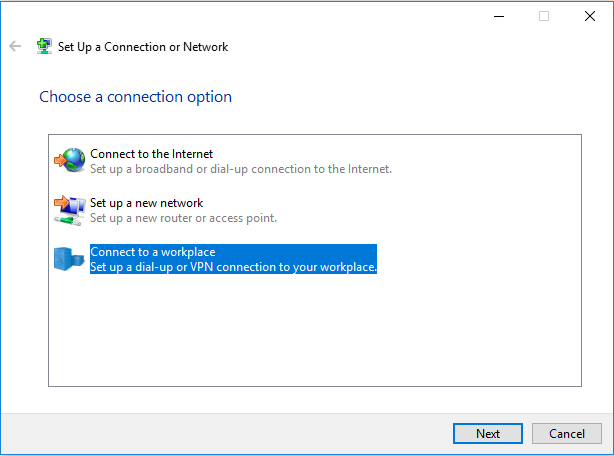 Set Up a Connection or Network
Choose a connection option
Connect to the Internet
Set up a broadband or dial-up connection to the Internet.
Set up a new network
Set up a new router or access point.
Connect to a workplace
Set up a dial-up or VPN connection to your workplace.
Next
Cancel